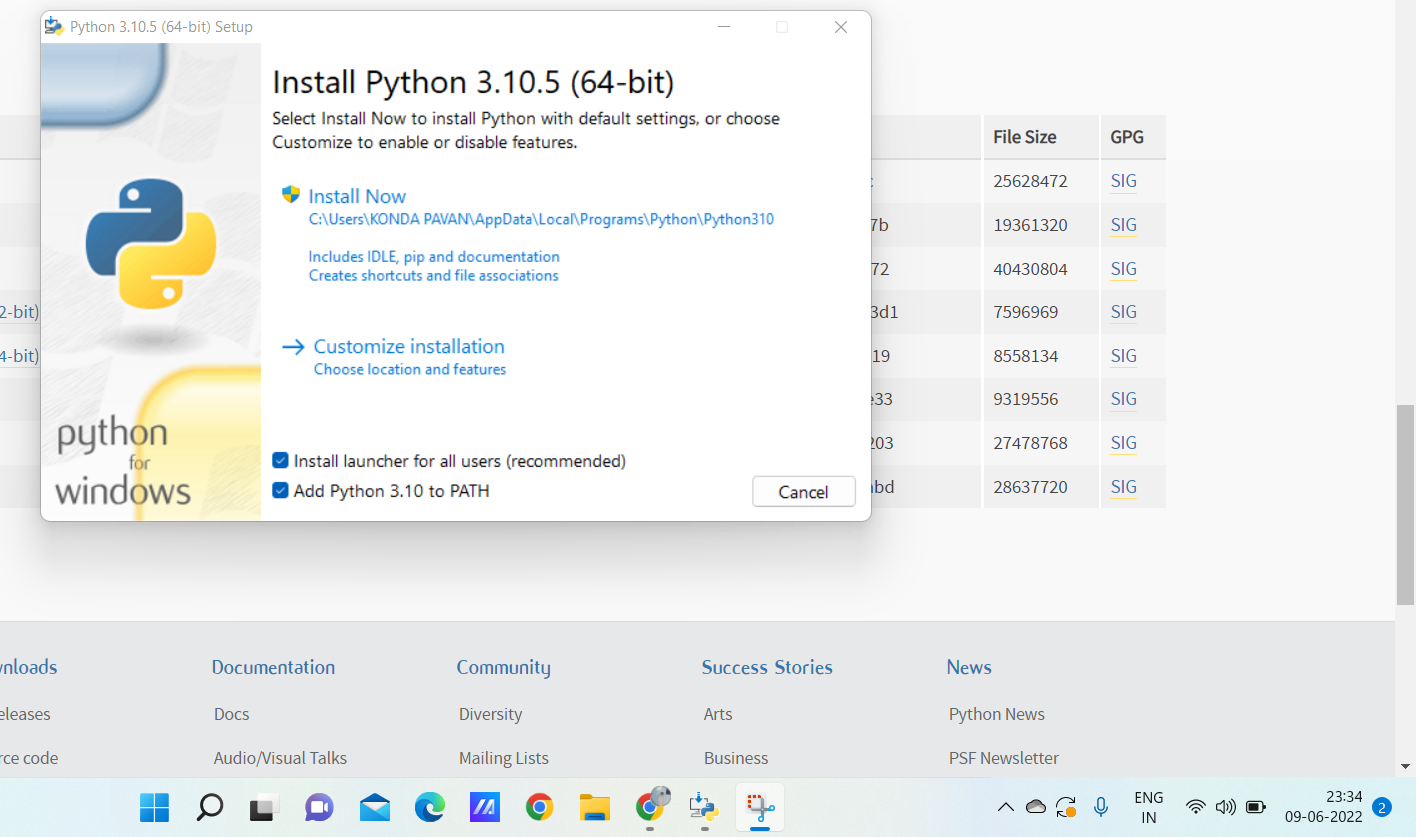 Python 3.10.5 (64-bit) Setup
Install Python 3.10.5 (64-bit)
Select Install Now to install Python with default settings, or choose
Customize to enable or disable features.
Install Now
C:\Users\KONDA PAVAN\AppData\Local\Programs\Python\Python310
Includes IDLE, pip and documentation
Creates shortcuts and file associations
Customize installation
Choose location and features
Install launcher for all users (recommended)
Add Python 3.10 to PATH
Cancel
python
for
windows
File Size GPG
25628472 SIG
7b 19361320 SIG
72 40430804 SIG
2-bit) 3d1 7596969 SIG
4-bit) 19 8558134 SIG
e33 9319556 SIG
203 27478768 SIG
bd 28637720 SIG
wnloads Documentation Community Success Stories News
eleases Docs Diversity Arts Python News
rce code Audio/Visual Talks Mailing Lists Business PSF Newsletter
ENG
IN
23:34
09-06-2022
2